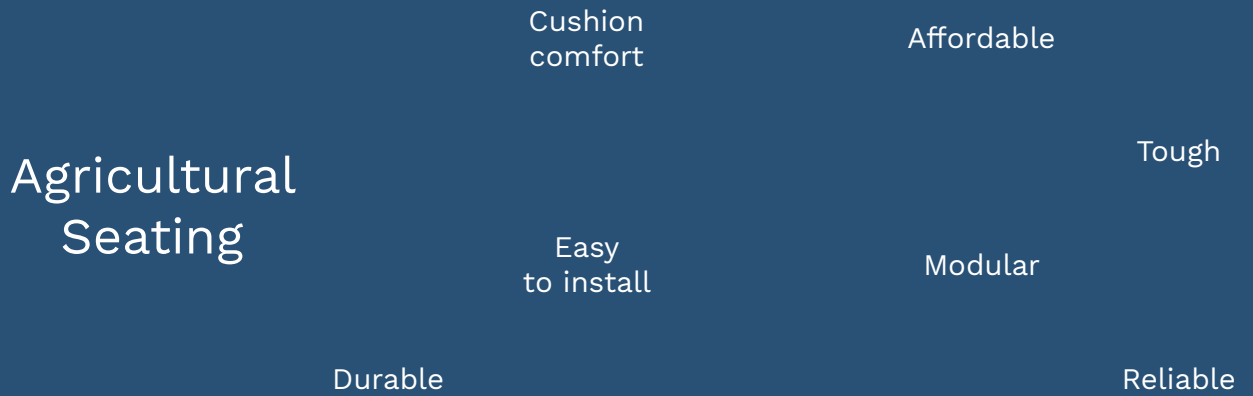 Cushion
comfort
Affordable
Tough
Agricultural
Seating
Easy
to install
Modular
Durable
Reliable